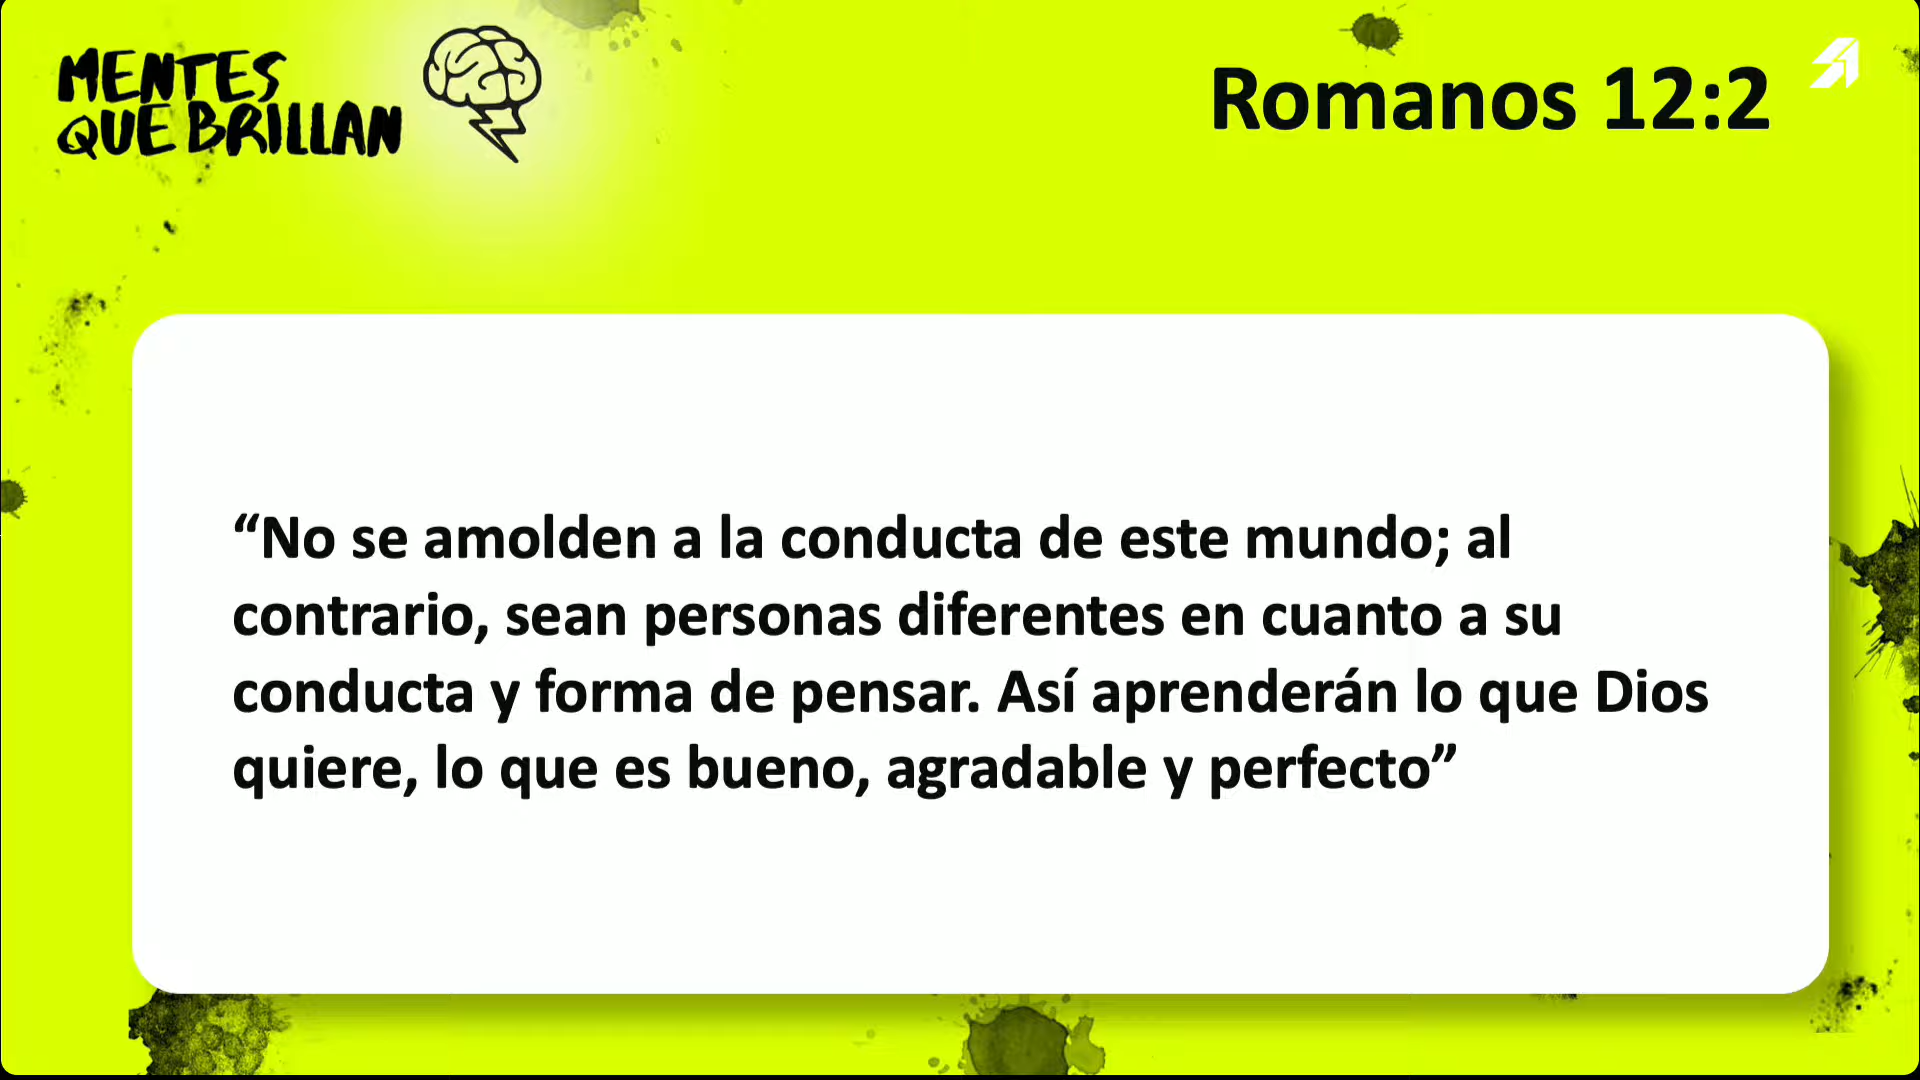 MENTES
QUE BRILLAN
Romanos 12:2
“No se amolden a la conducta de este mundo; al
contrario, sean personas diferentes en cuanto a su
conducta y forma de pensar. Así aprenderán lo que Dios
quiere, lo que es bueno, agradable y perfecto”